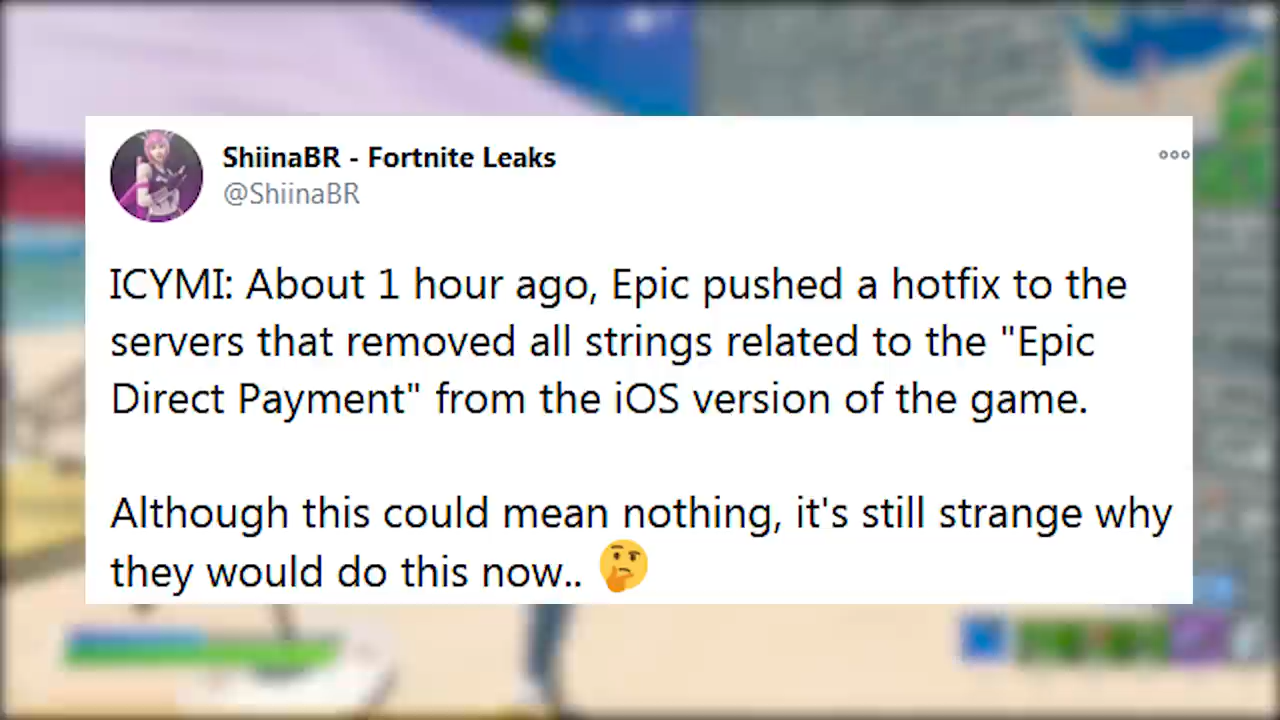 ShiinaBR - Fortnite Leaks
@ShiinaBR
ICYMI: About 1 hour ago, Epic pushed a hotfix to the
servers that removed all strings related to the "Epic
Direct Payment" from the iOS version of the game.
Although this could mean nothing, it's still strange why
they would do this now.. 🤔